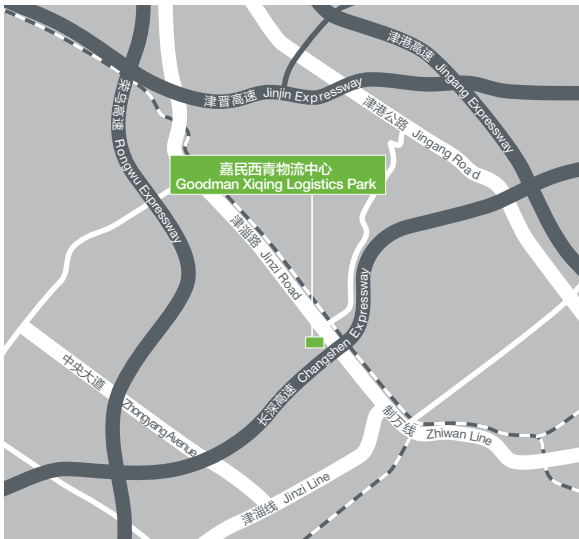 津港高速 Jingang Expressway
荣乌高速 Rongwu Expressway
津晋高速 Jinjin Expressway
津港公路 Jingang Road
嘉民西青物流中心
Goodman Xiqing Logistics Park
津淄路 Jinzi Road
长深高速 Changshen Expressway
中央大道 Zhongyang Avenue
制万线 Zhiwan Line
津淄线 Jinzi Line